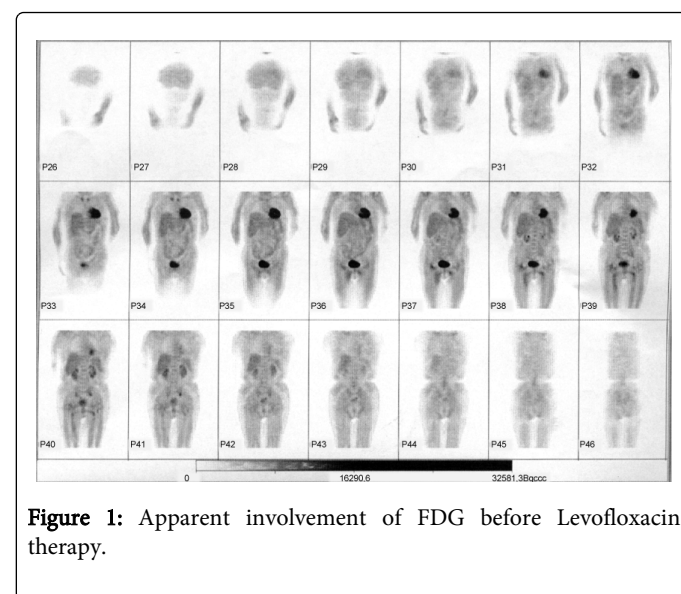 P26 P27 P28 P29 P30 P31 P32
P33 P34 P35 P36 P37 P38 P39
P40 P41 P42 P43 P44 P45 P46
0 16290,6 32581.3Bqccc
Figure 1: Apparent involvement of FDG before Levofloxacin
therapy.